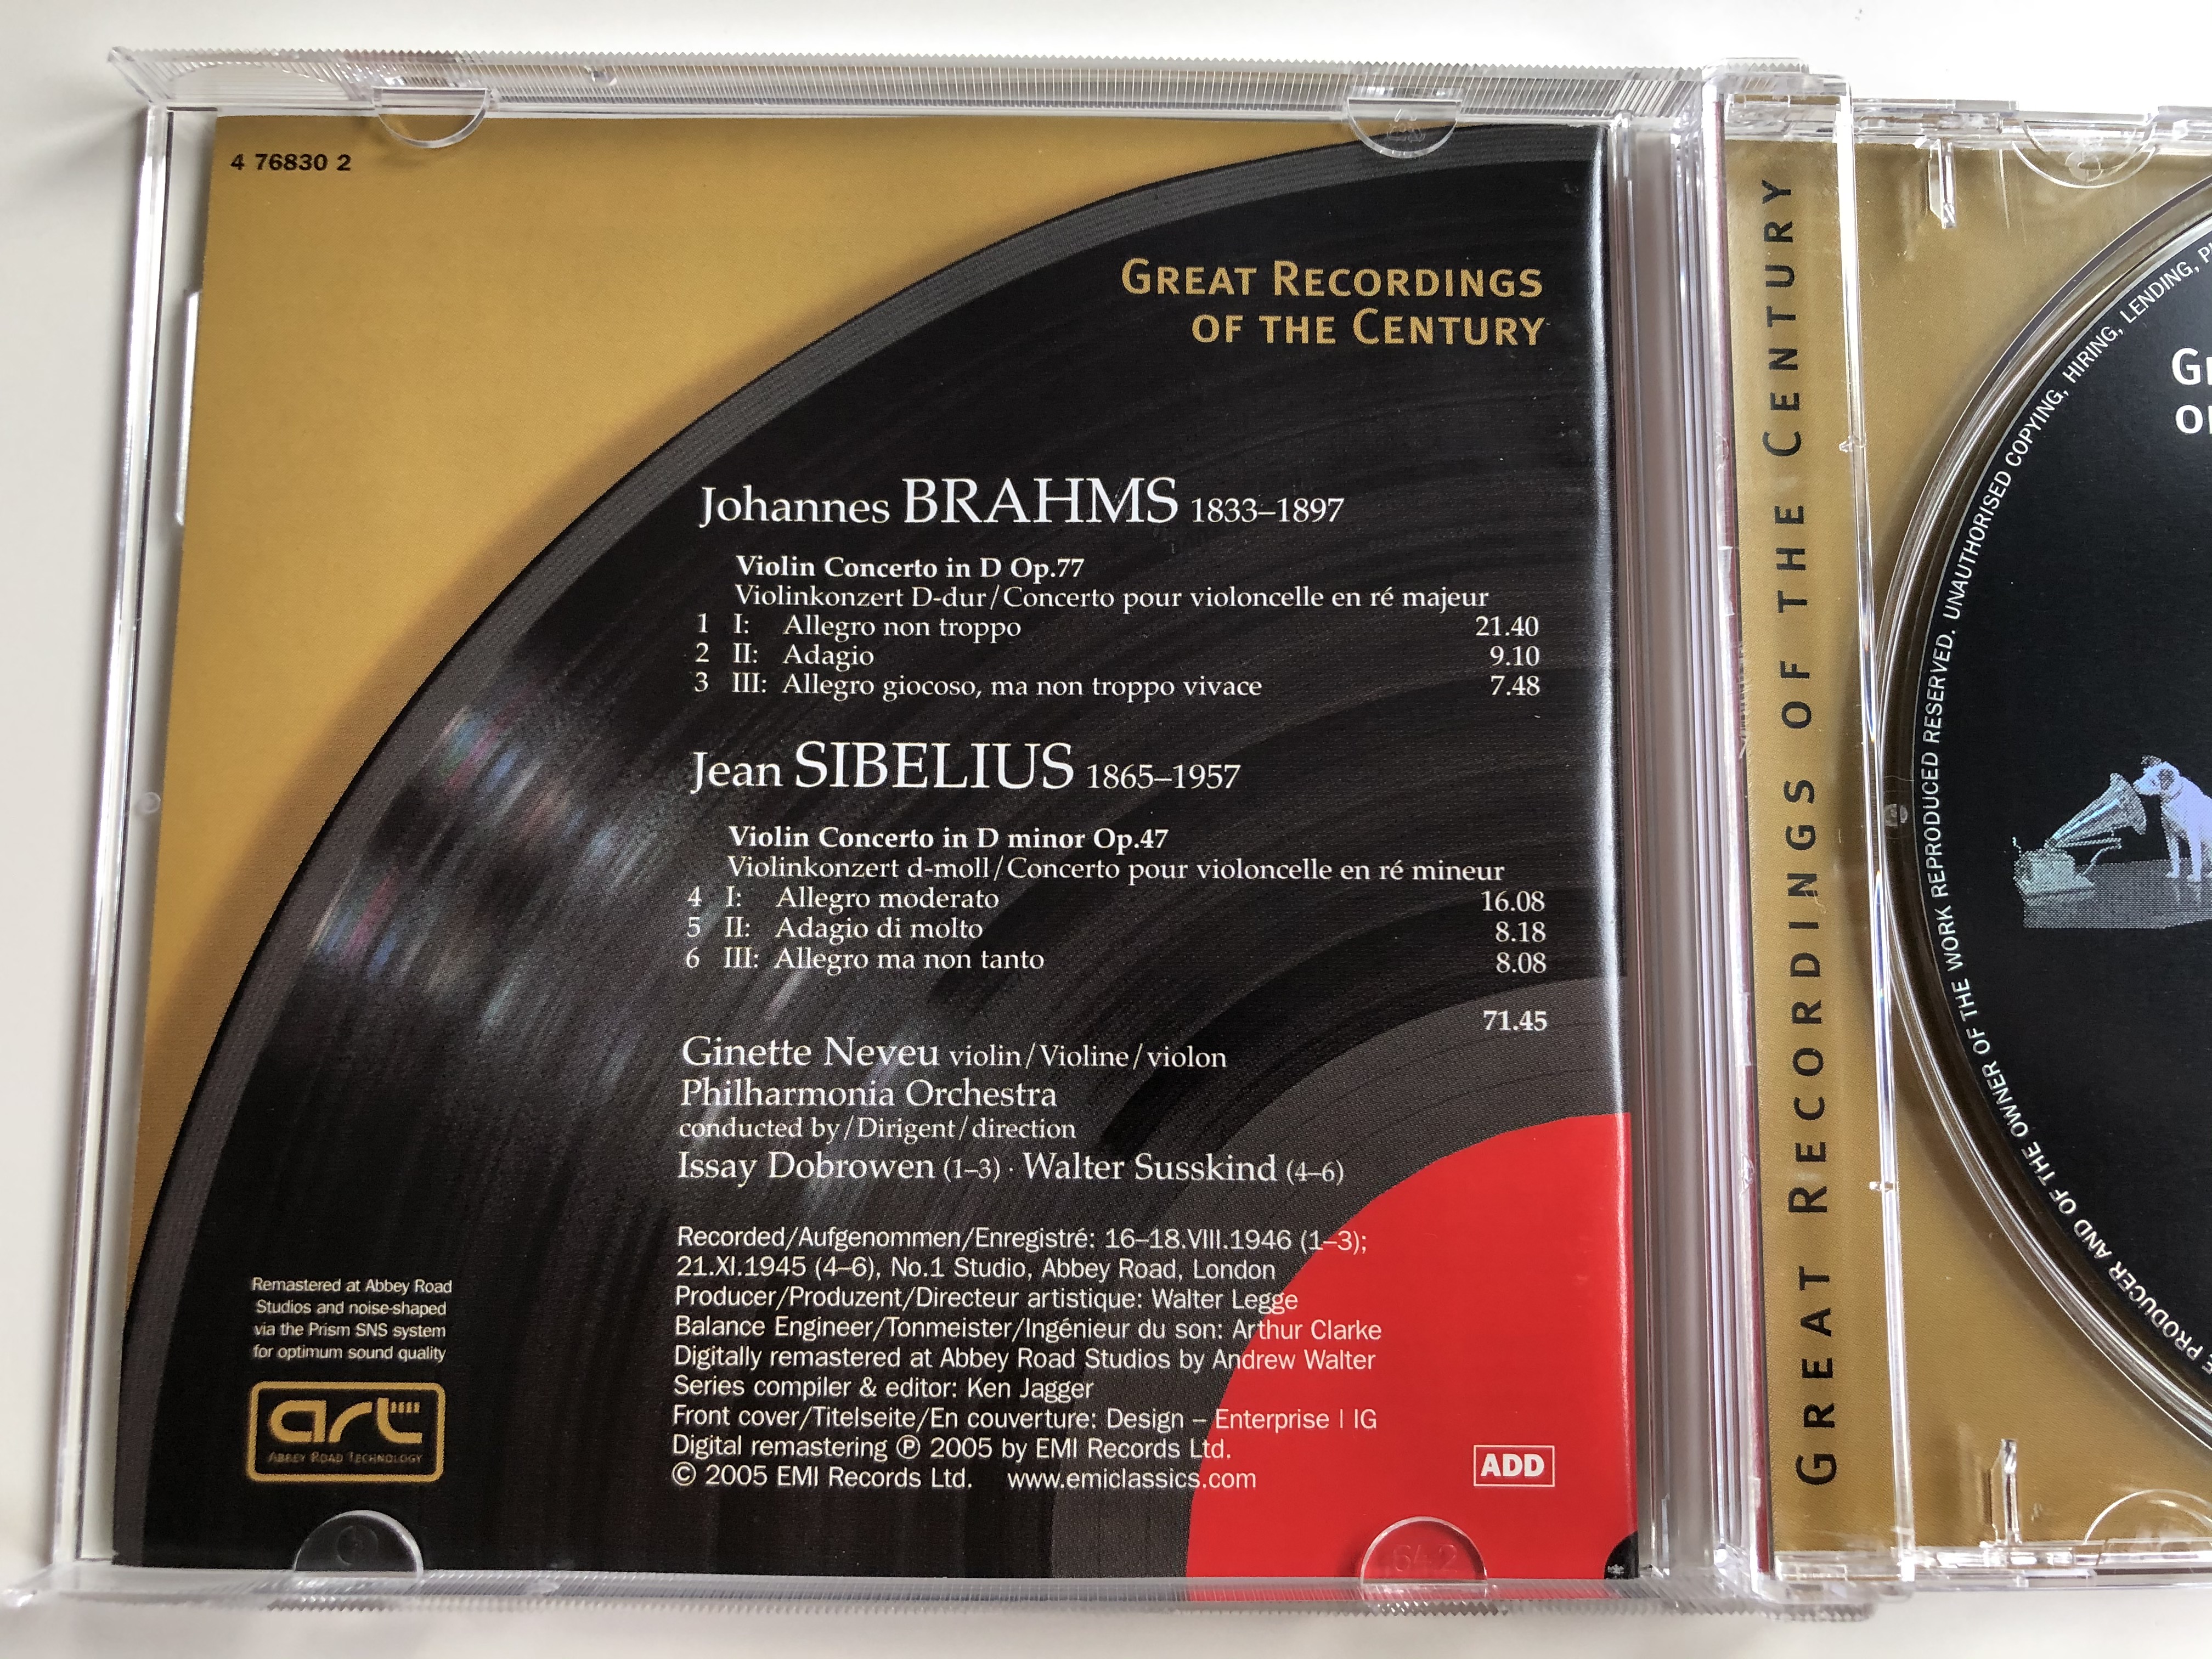 4 76830 2
GREAT RECORDINGS
OF THE CENTURY
Johannes BRAHMS 1833–1897
Violin Concerto in D Op.77
Violinkonzert D-dur/Concerto pour violoncelle en ré majeur
1 I: Allegro non troppo 21.40
2 II: Adagio 9.10
3 III: Allegro giocoso, ma non troppo vivace 7.48
Jean SIBELIUS 1865–1957
Violin Concerto in D minor Op.47
Violinkonzert d-moll/Concerto pour violoncelle en ré mineur
4 I: Allegro moderato 16.08
5 II: Adagio di molto 8.18
6 III: Allegro ma non tanto 8.08
71.45
Ginette Neveu violin/Violine/violon
Philharmonia Orchestra
conducted by/Dirigent/direction
Issay Dobrowen (1–3) · Walter Susskind (4–6)
Recorded/Aufgenommen/Enregistré: 16–18.VIII.1946 (1–3);
21.XI.1945 (4–6), No.1 Studio, Abbey Road, London
Producer/Produzent/Directeur artistique: Walter Legge
Balance Engineer/Tonmeister/Ingénieur du son: Arthur Clarke
Digitally remastered at Abbey Road Studios by Andrew Walter
Series compiler & editor: Ken Jagger
Front cover/Titelseite/En couverture: Design – Enterprise | IG
Digital remastering ℗ 2005 by EMI Records Ltd.
© 2005 EMI Records Ltd. www.emiclassics.com
ADD
Remastered at Abbey Road
Studios and noise-shaped
via the Prism SNS system
for optimum sound quality
art
ABBEY ROAD TECHNOLOGY
642
GREAT RECORDINGS OF THE CENTURY
PRODUCER AND OF THE OWNER OF THE WORK REPRODUCED RESERVED. UNAUTHORISED COPYING, HIRING, LENDING,